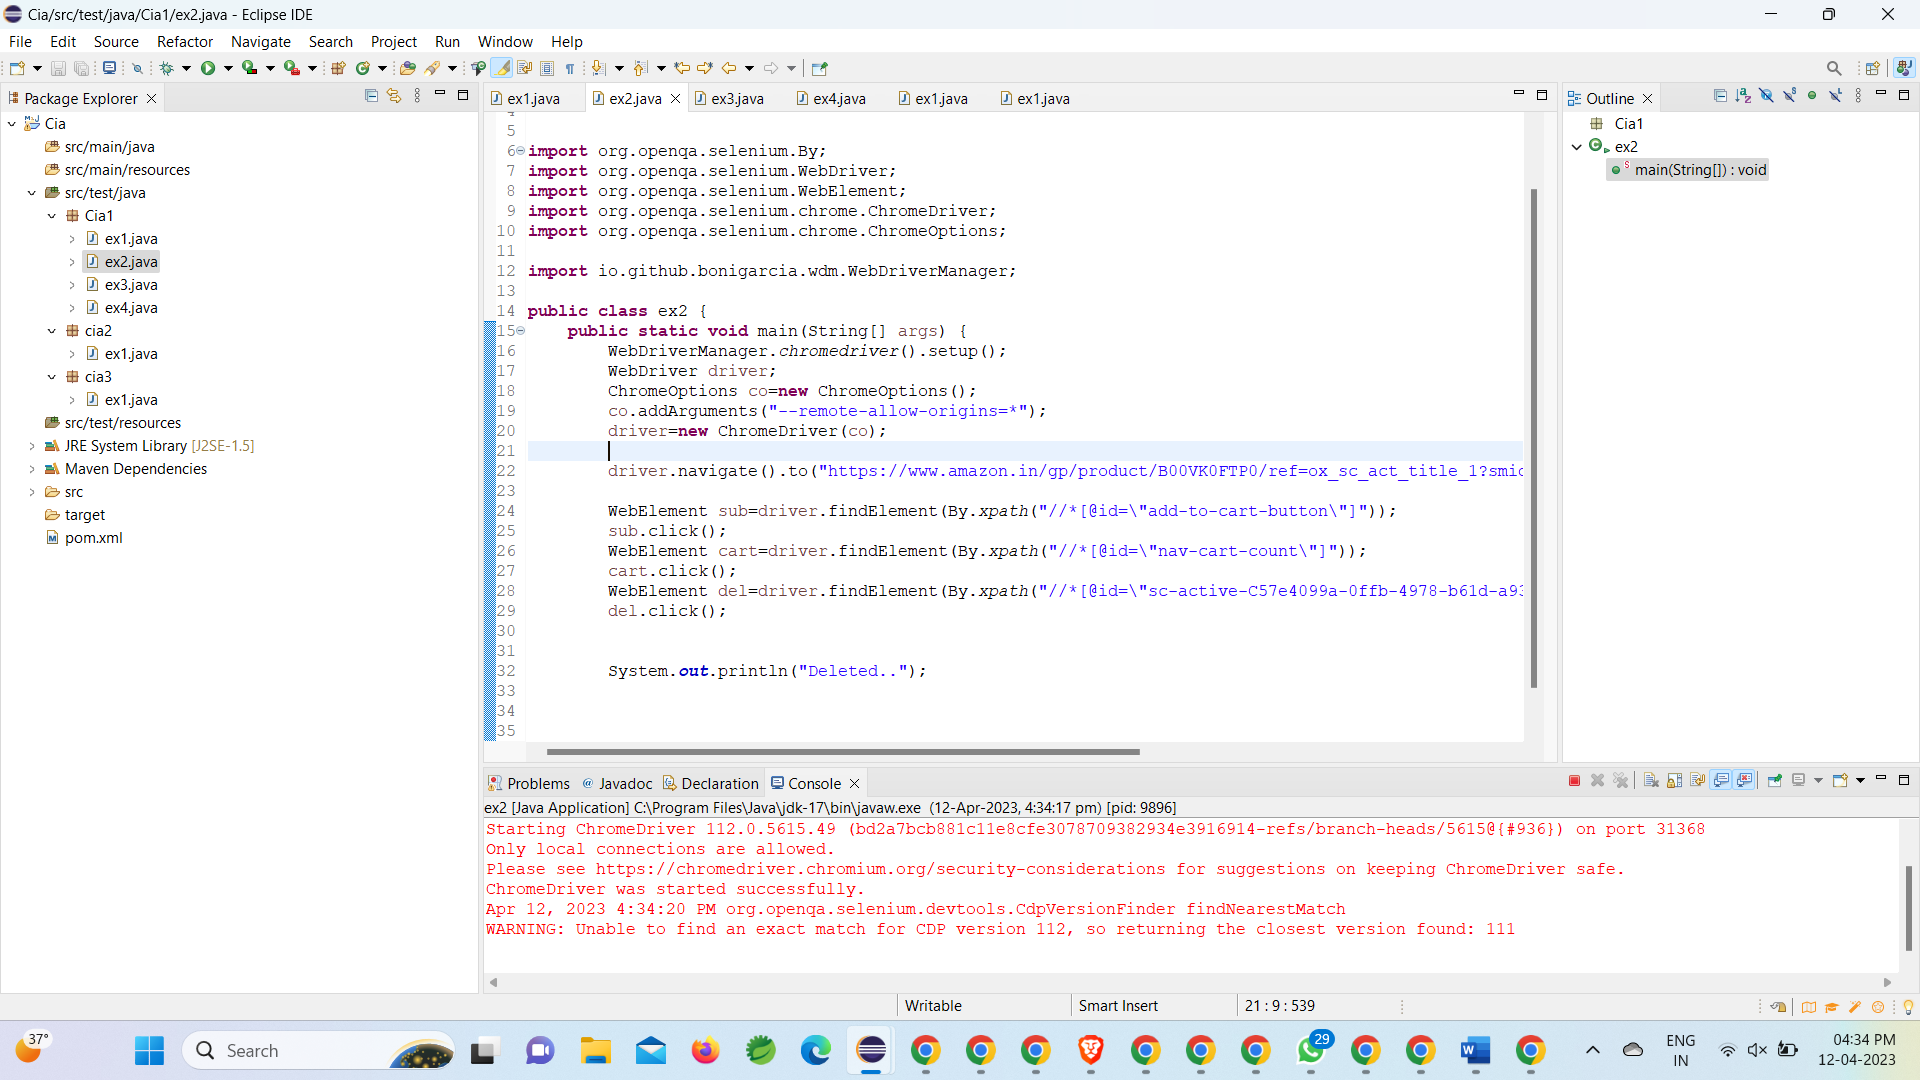 Cia/src/test/java/Cia1/ex2.java - Eclipse IDE
File Edit Source Refactor Navigate Search Project Run Window Help
Package Explorer
Cia
src/main/java
src/main/resources
src/test/java
Cia1
ex1.java
ex2.java
ex3.java
ex4.java
cia2
ex1.java
cia3
ex1.java
src/test/resources
JRE System Library [J2SE-1.5]
Maven Dependencies
src
target
pom.xml
ex1.java ex2.java ex3.java ex4.java ex1.java ex1.java
5
6 import org.openqa.selenium.By;
7 import org.openqa.selenium.WebDriver;
8 import org.openqa.selenium.WebElement;
9 import org.openqa.selenium.chrome.ChromeDriver;
10 import org.openqa.selenium.chrome.ChromeOptions;
11
12 import io.github.bonigarcia.wdm.WebDriverManager;
13
14 public class ex2 {
15 public static void main(String[] args) {
16 WebDriverManager.chromedriver().setup();
17 WebDriver driver;
18 ChromeOptions co=new ChromeOptions();
19 co.addArguments("--remote-allow-origins=*");
20 driver=new ChromeDriver(co);
21
22 driver.navigate().to("https://www.amazon.in/gp/product/B00VK0FTP0/ref=ox_sc_act_title_1?smic
23
24 WebElement sub=driver.findElement(By.xpath("//*[@id=\"add-to-cart-button\"]"));
25 sub.click();
26 WebElement cart=driver.findElement(By.xpath("//*[@id=\"nav-cart-count\"]"));
27 cart.click();
28 WebElement del=driver.findElement(By.xpath("//*[@id=\"sc-active-C57e4099a-0ffb-4978-b61d-a93
29 del.click();
30
31
32 System.out.println("Deleted..");
33
34
35
Outline
Cia1
ex2
main(String[]) : void
Problems Javadoc Declaration Console
ex2 [Java Application] C:\Program Files\Java\jdk-17\bin\javaw.exe (12-Apr-2023, 4:34:17 pm) [pid: 9896]
Starting ChromeDriver 112.0.5615.49 (bd2a7bcb881c11e8cfe3078709382934e3916914-refs/branch-heads/5615@{#936}) on port 31368
Only local connections are allowed.
Please see https://chromedriver.chromium.org/security-considerations for suggestions on keeping ChromeDriver safe.
ChromeDriver was started successfully.
Apr 12, 2023 4:34:20 PM org.openqa.selenium.devtools.CdpVersionFinder findNearestMatch
WARNING: Unable to find an exact match for CDP version 112, so returning the closest version found: 111
Writable Smart Insert 21 : 9 : 539
37°
Search
29
ENG
IN
04:34 PM
12-04-2023